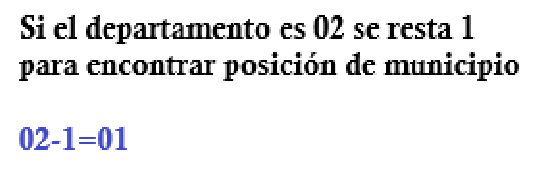 Si el departamento es 02 se resta 1
para encontrar posición de municipio
02-1=01